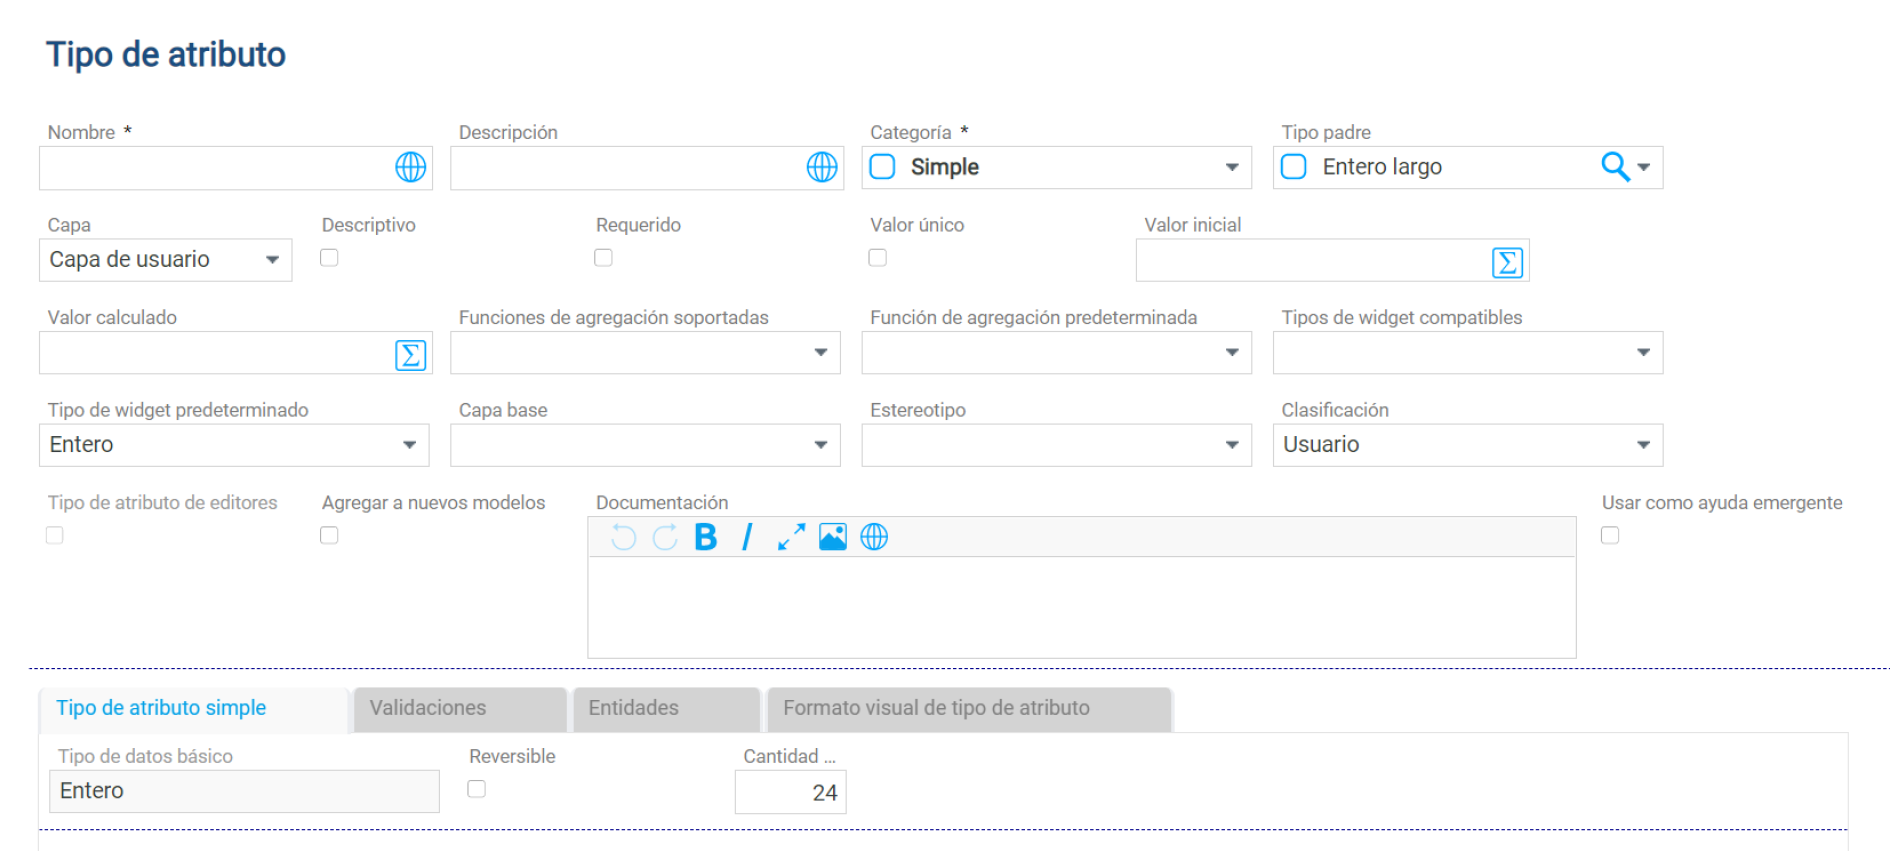 Tipo de atributo
Nombre * Descripción Categoría * Tipo padre
Simple Entero largo
Capa Descriptivo Requerido Valor único Valor inicial
Capa de usuario
Valor calculado Funciones de agregación soportadas Función de agregación predeterminada Tipos de widget compatibles
Tipo de widget predeterminado Capa base Estereotipo Clasificación
Entero Usuario
Tipo de atributo de editores Agregar a nuevos modelos Documentación Usar como ayuda emergente
B I
Tipo de atributo simple Validaciones Entidades Formato visual de tipo de atributo
Tipo de datos básico Reversible Cantidad ...
Entero 24